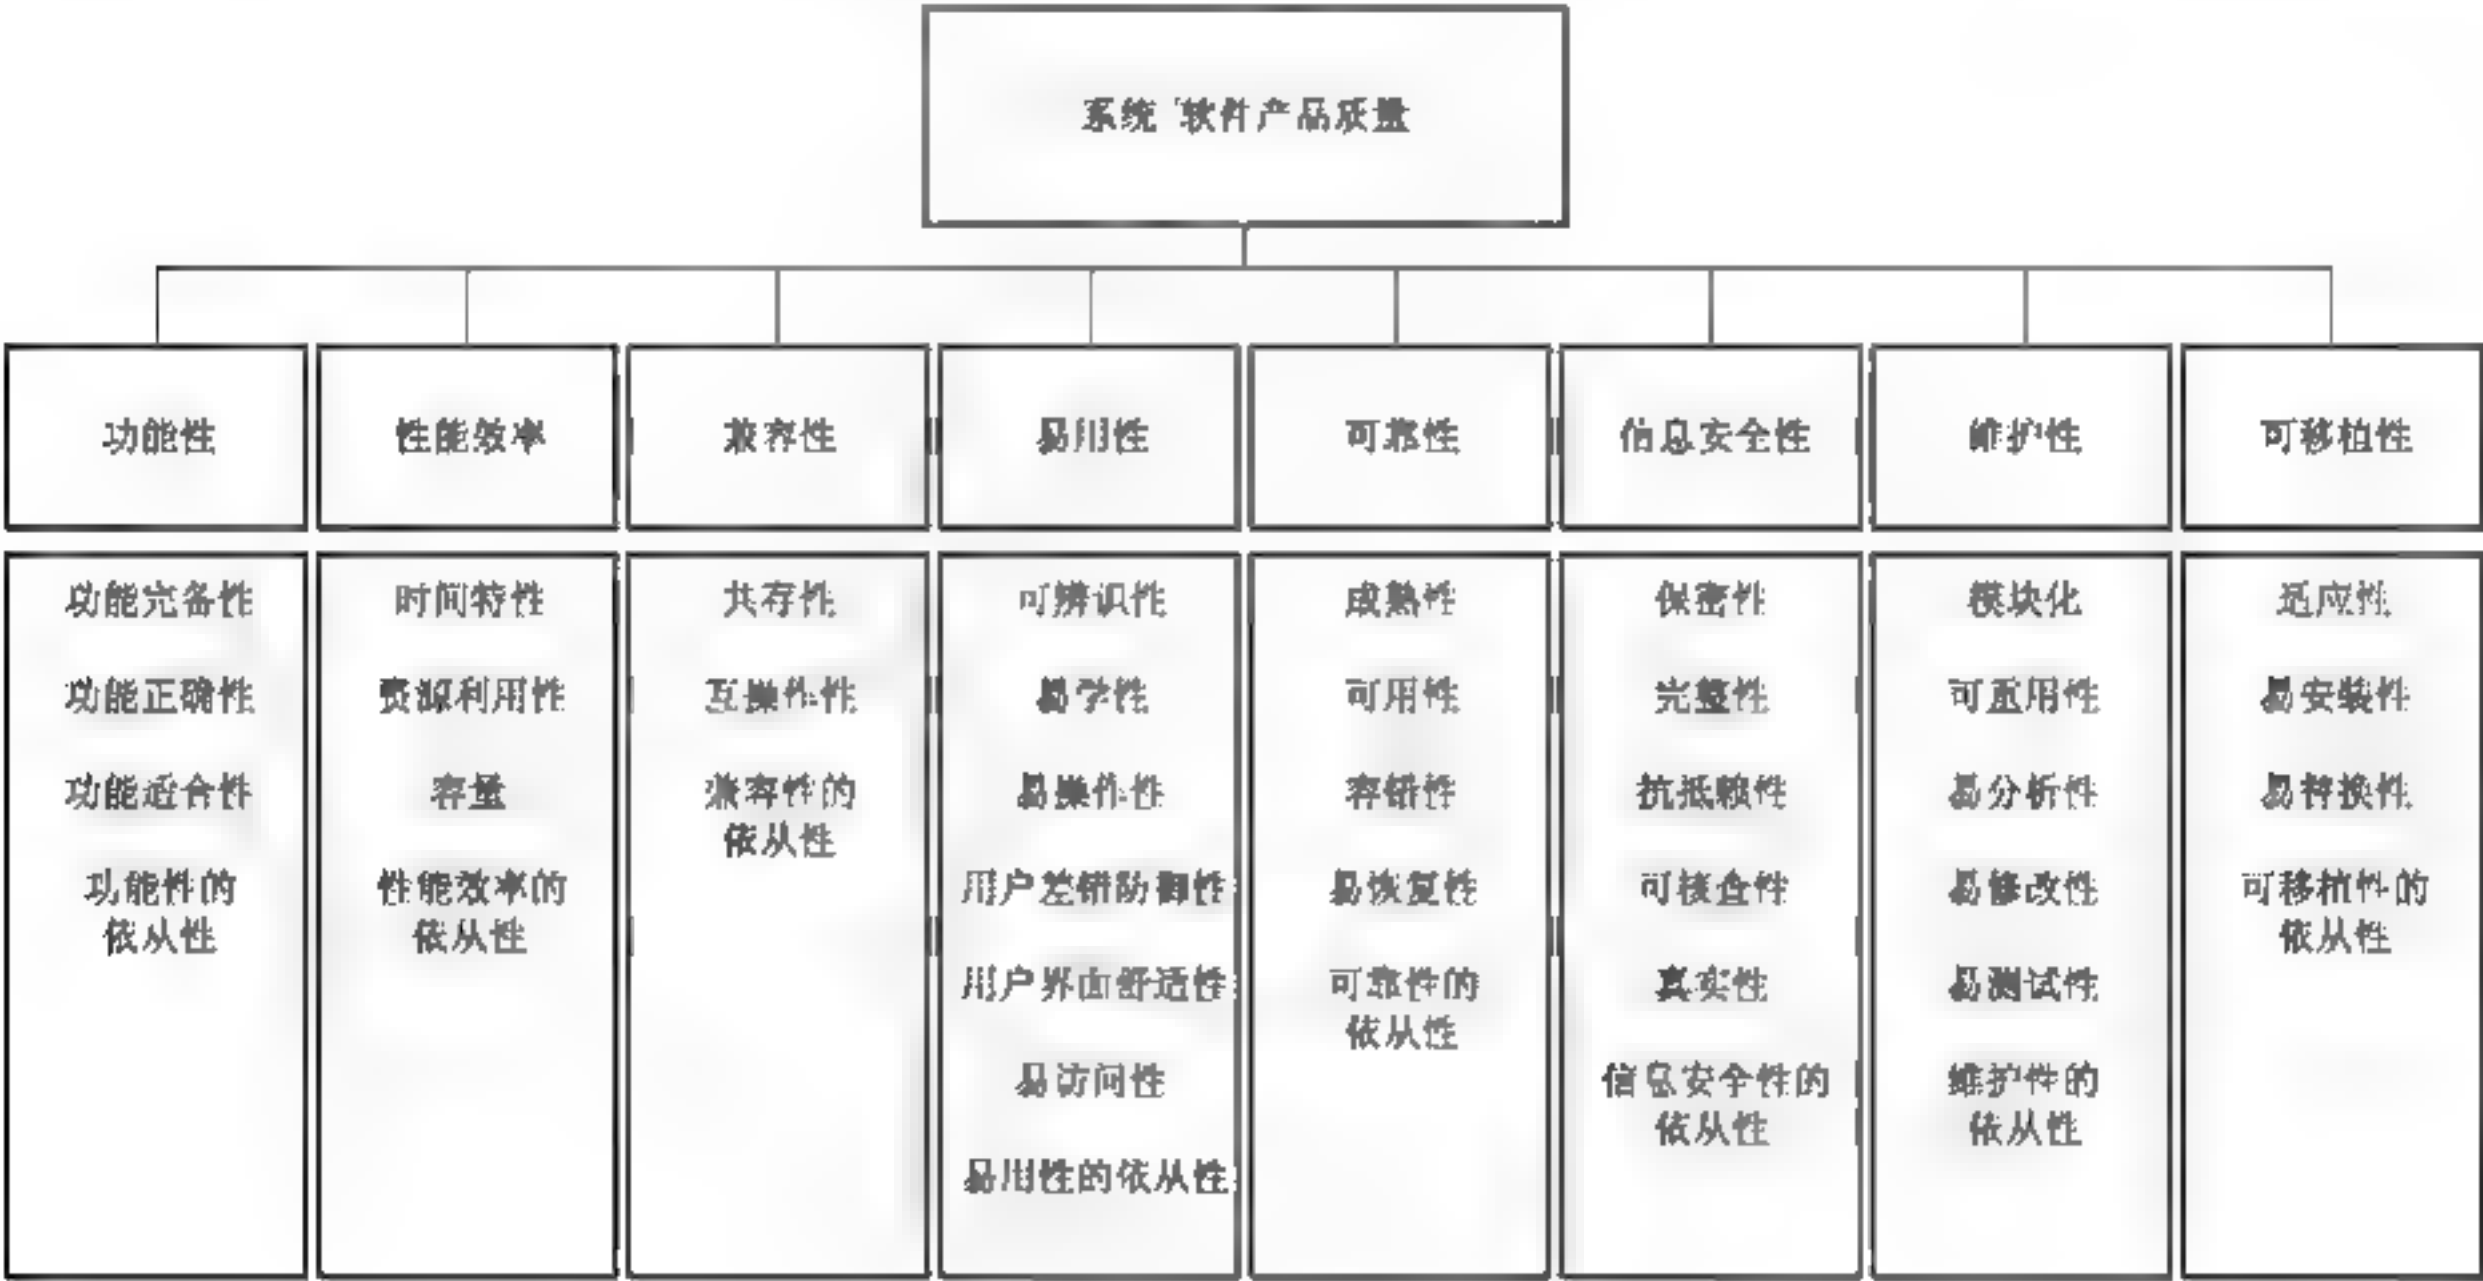 系统/软件产品质量
功能性
性能效率
兼容性
易用性
可靠性
信息安全性
维护性
可移植性
功能完备性
功能正确性
功能适合性
功能性的
依从性
时间特性
资源利用性
容量
性能效率的
依从性
共存性
互操作性
兼容性的
依从性
可辨识性
易学性
易操作性
用户差错防御性
用户界面舒适性
易访问性
易用性的依从性
成熟性
可用性
容错性
易恢复性
可靠性的
依从性
保密性
完整性
抗抵赖性
可核查性
真实性
信息安全性的
依从性
模块化
可重用性
易分析性
易修改性
易测试性
维护性的
依从性
适应性
易安装性
易替换性
可移植性的
依从性